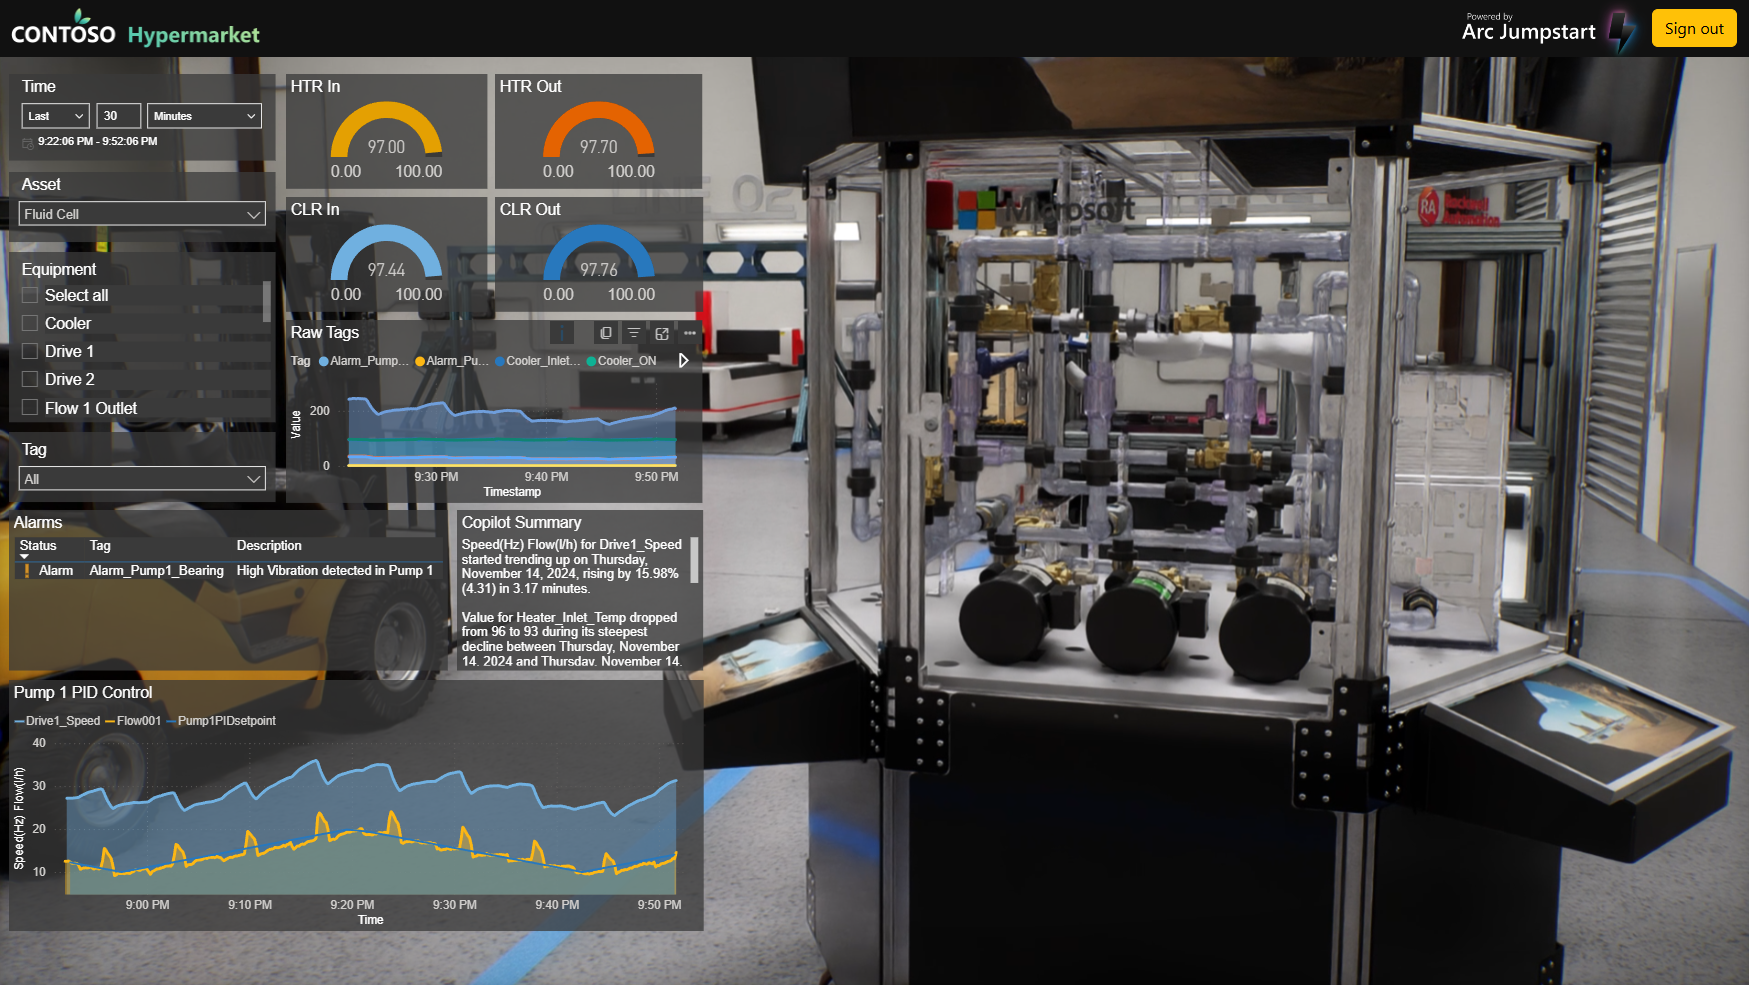 CONTOSO Hypermarket
Powered by
Arc Jumpstart
Sign out
Time
Last 30 Minutes
9:22:06 PM - 9:52:06 PM
Asset
Fluid Cell
Equipment
Select all
Cooler
Drive 1
Drive 2
Flow 1 Outlet
Tag
All
HTR In
97.00
0.00 100.00
HTR Out
97.70
0.00 100.00
CLR In
97.44
0.00 100.00
CLR Out
97.76
0.00 100.00
Raw Tags
Tag Alarm_Pump... Alarm_Pu... Cooler_Inlet... Cooler_ON
Value
200
0
9:30 PM 9:40 PM 9:50 PM
Timestamp
Alarms
Status Tag Description
Alarm Alarm_Pump1_Bearing High Vibration detected in Pump 1
Copilot Summary
Speed(Hz) Flow(l/h) for Drive1_Speed
started trending up on Thursday,
November 14, 2024, rising by 15.98%
(4.31) in 3.17 minutes.
Value for Heater_Inlet_Temp dropped
from 96 to 93 during its steepest
decline between Thursday, November
14, 2024 and Thursday, November 14,
Pump 1 PID Control
Drive1_Speed Flow001 Pump1PIDsetpoint
Speed(Hz) Flow(l/h)
40
30
20
10
9:00 PM 9:10 PM 9:20 PM 9:30 PM 9:40 PM 9:50 PM
Time
LINE 02
Microsoft
RA Rockwell
Automation